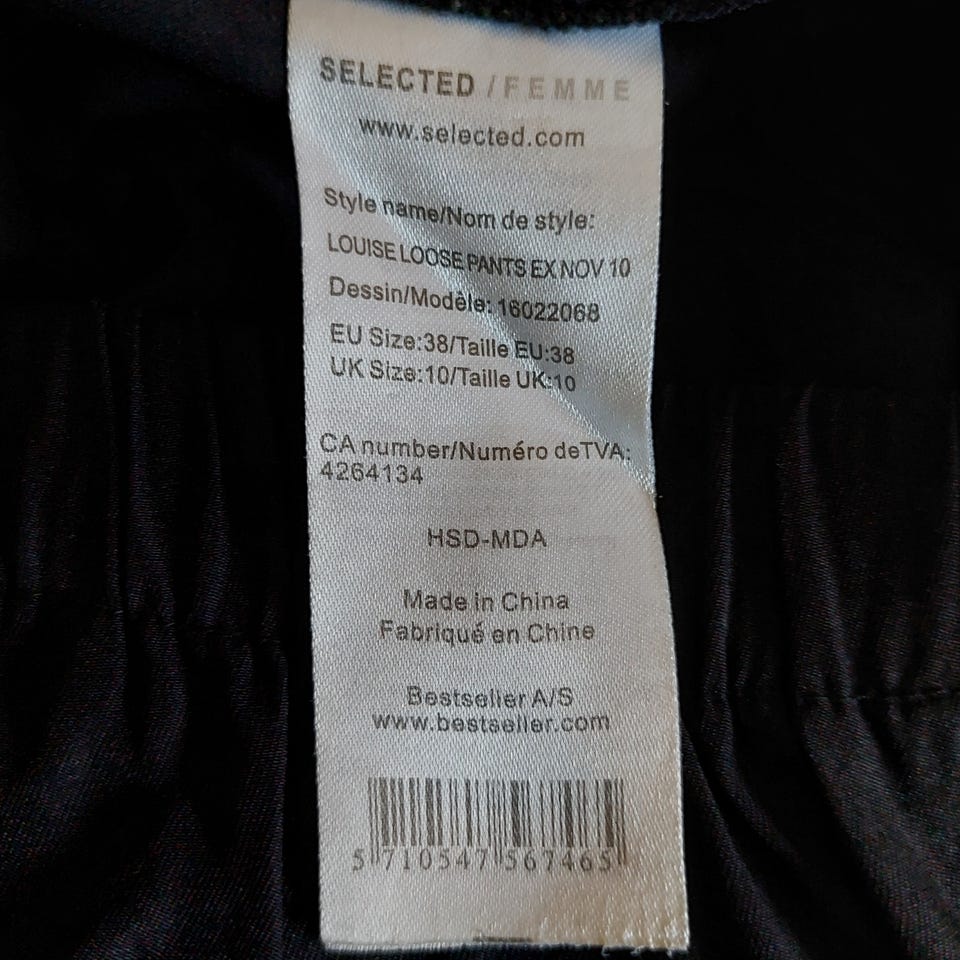 SELECTED / FEMME
www.selected.com
Style name/Nom de style:
LOUISE LOOSE PANTS EX NOV 10
Dessin/Modèle: 16022068
EU Size:38/Taille EU:38
UK Size:10/Taille UK:10
CA number/Numéro deTVA:
4264134
HSD-MDA
Made in China
Fabriqué en Chine
Bestseller A/S
www.bestseller.com
5 710547 567465